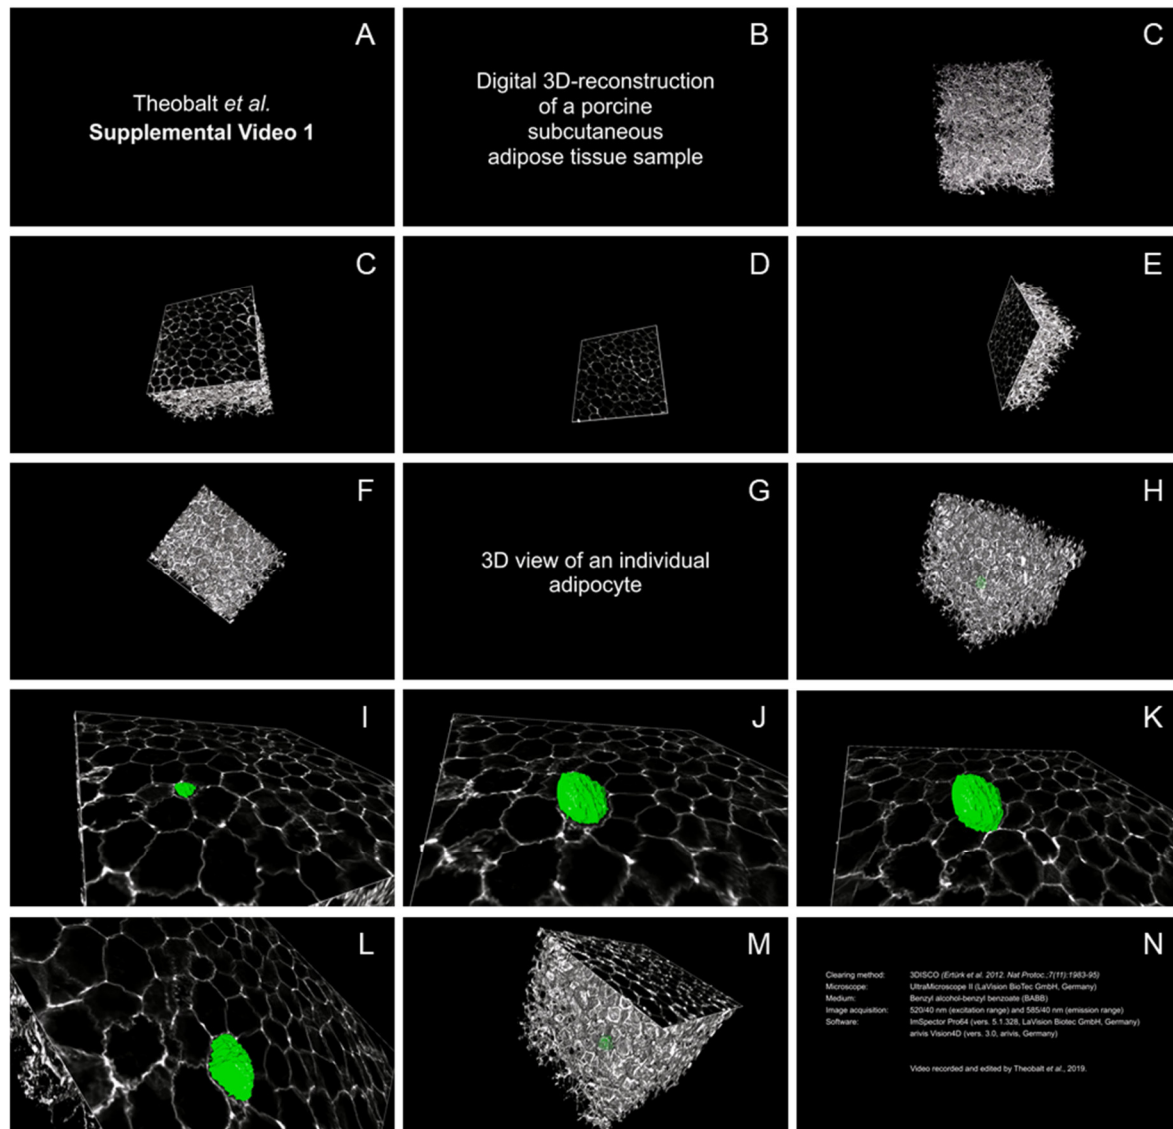 A
Theobalt et al.
Supplemental Video 1
B
Digital 3D-reconstruction
of a porcine
subcutaneous
adipose tissue sample
C
C
D
E
F
G
3D view of an individual
adipocyte
H
I
J
K
L
M
N
Clearing method: 3DISCO (Ertürk et al. 2012. Nat Protoc.;7(11):1983-95)
Microscope: UltraMicroscope II (LaVision BioTec GmbH, Germany)
Medium: Benzyl alcohol-benzyl benzoate (BABB)
Image acquisition: 520/40 nm (excitation range) and 585/40 nm (emission range)
Software: ImSpector Pro64 (vers. 5.1.328, LaVision Biotec GmbH, Germany)
arivis Vision4D (vers. 3.0, arivis, Germany)
Video recorded and edited by Theobalt et al., 2019.